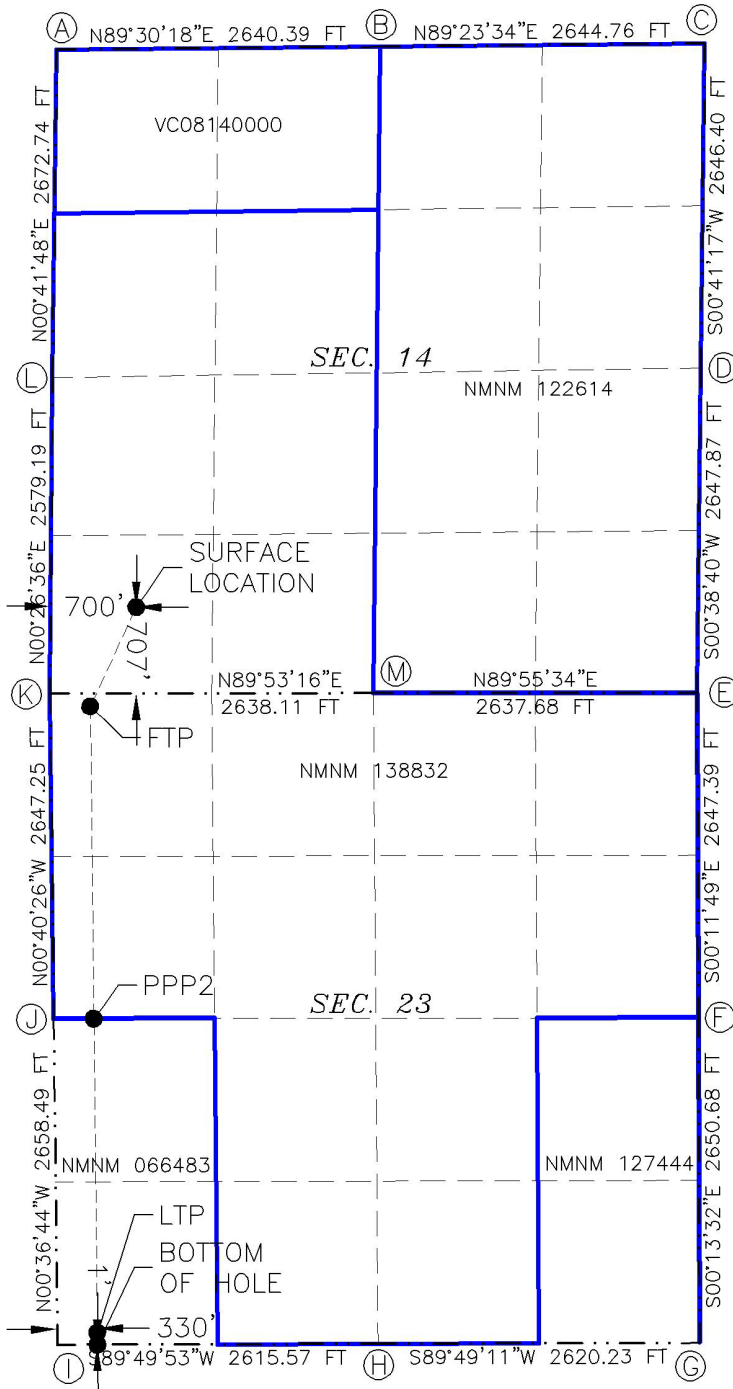 A
B
C
N89°30'18"E 2640.39 FT
N89°23'34"E 2644.76 FT
N00°41'48"E 2672.74 FT
VC08140000
S00°41'17"W 2646.40 FT
SEC. 14
L
D
NMNM 122614
N00°26'36"E 2579.19 FT
S00°38'40"W 2647.87 FT
SURFACE
LOCATION
700'
707'
K
N89°53'16"E
2638.11 FT
M
N89°55'34"E
2637.68 FT
E
FTP
NMNM 138832
N00°40'26"W 2647.25 FT
S00°11'49"E 2647.39 FT
PPP2
J
SEC. 23
F
N00°36'44"W 2658.49 FT
NMNM 066483
NMNM 127444
S00°13'32"E 2650.68 FT
LTP
BOTTOM
OF HOLE
1'
330'
I
S89°49'53"W 2615.57 FT
H
S89°49'11"W 2620.23 FT
G